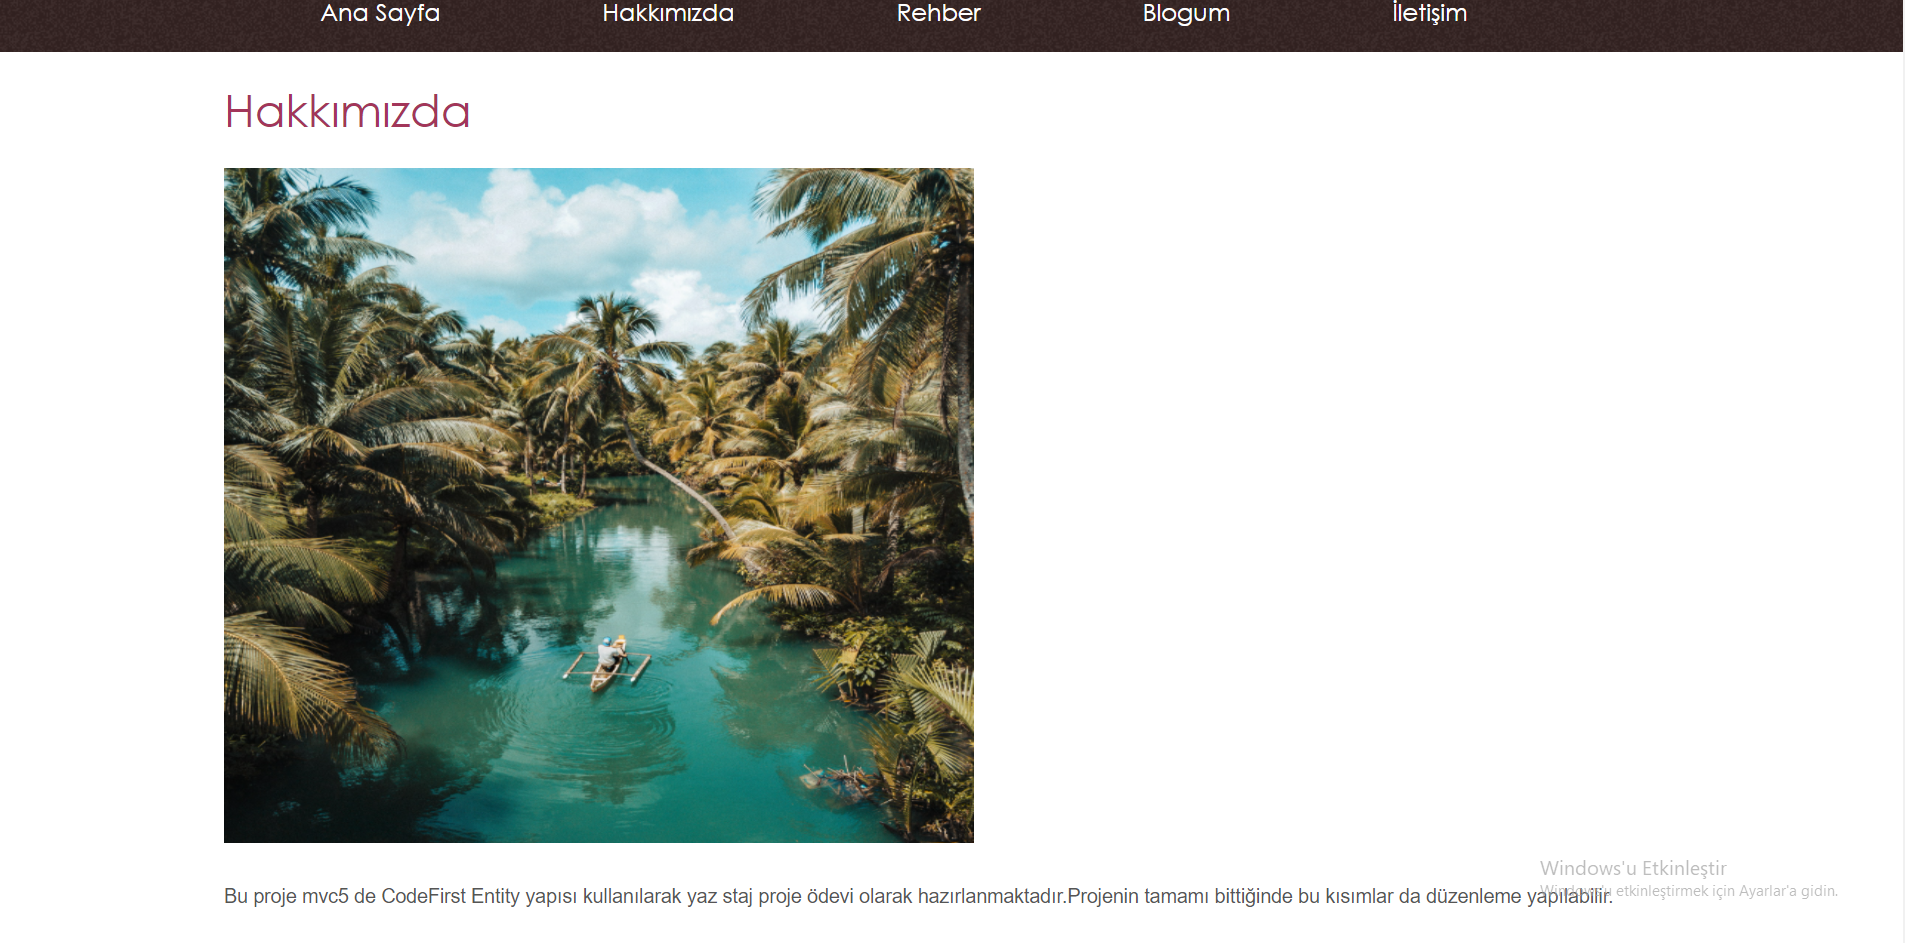 Ana Sayfa Hakkımızda Rehber Blogum İletişim
Hakkımızda
Bu proje mvc5 de CodeFirst Entity yapısı kullanılarak yaz staj proje ödevi olarak hazırlanmaktadır.Projenin tamamı bittiğinde bu kısımlar da düzenleme yapılabilir.
Windows'u Etkinleştir
Windows'u etkinleştirmek için Ayarlar'a gidin.